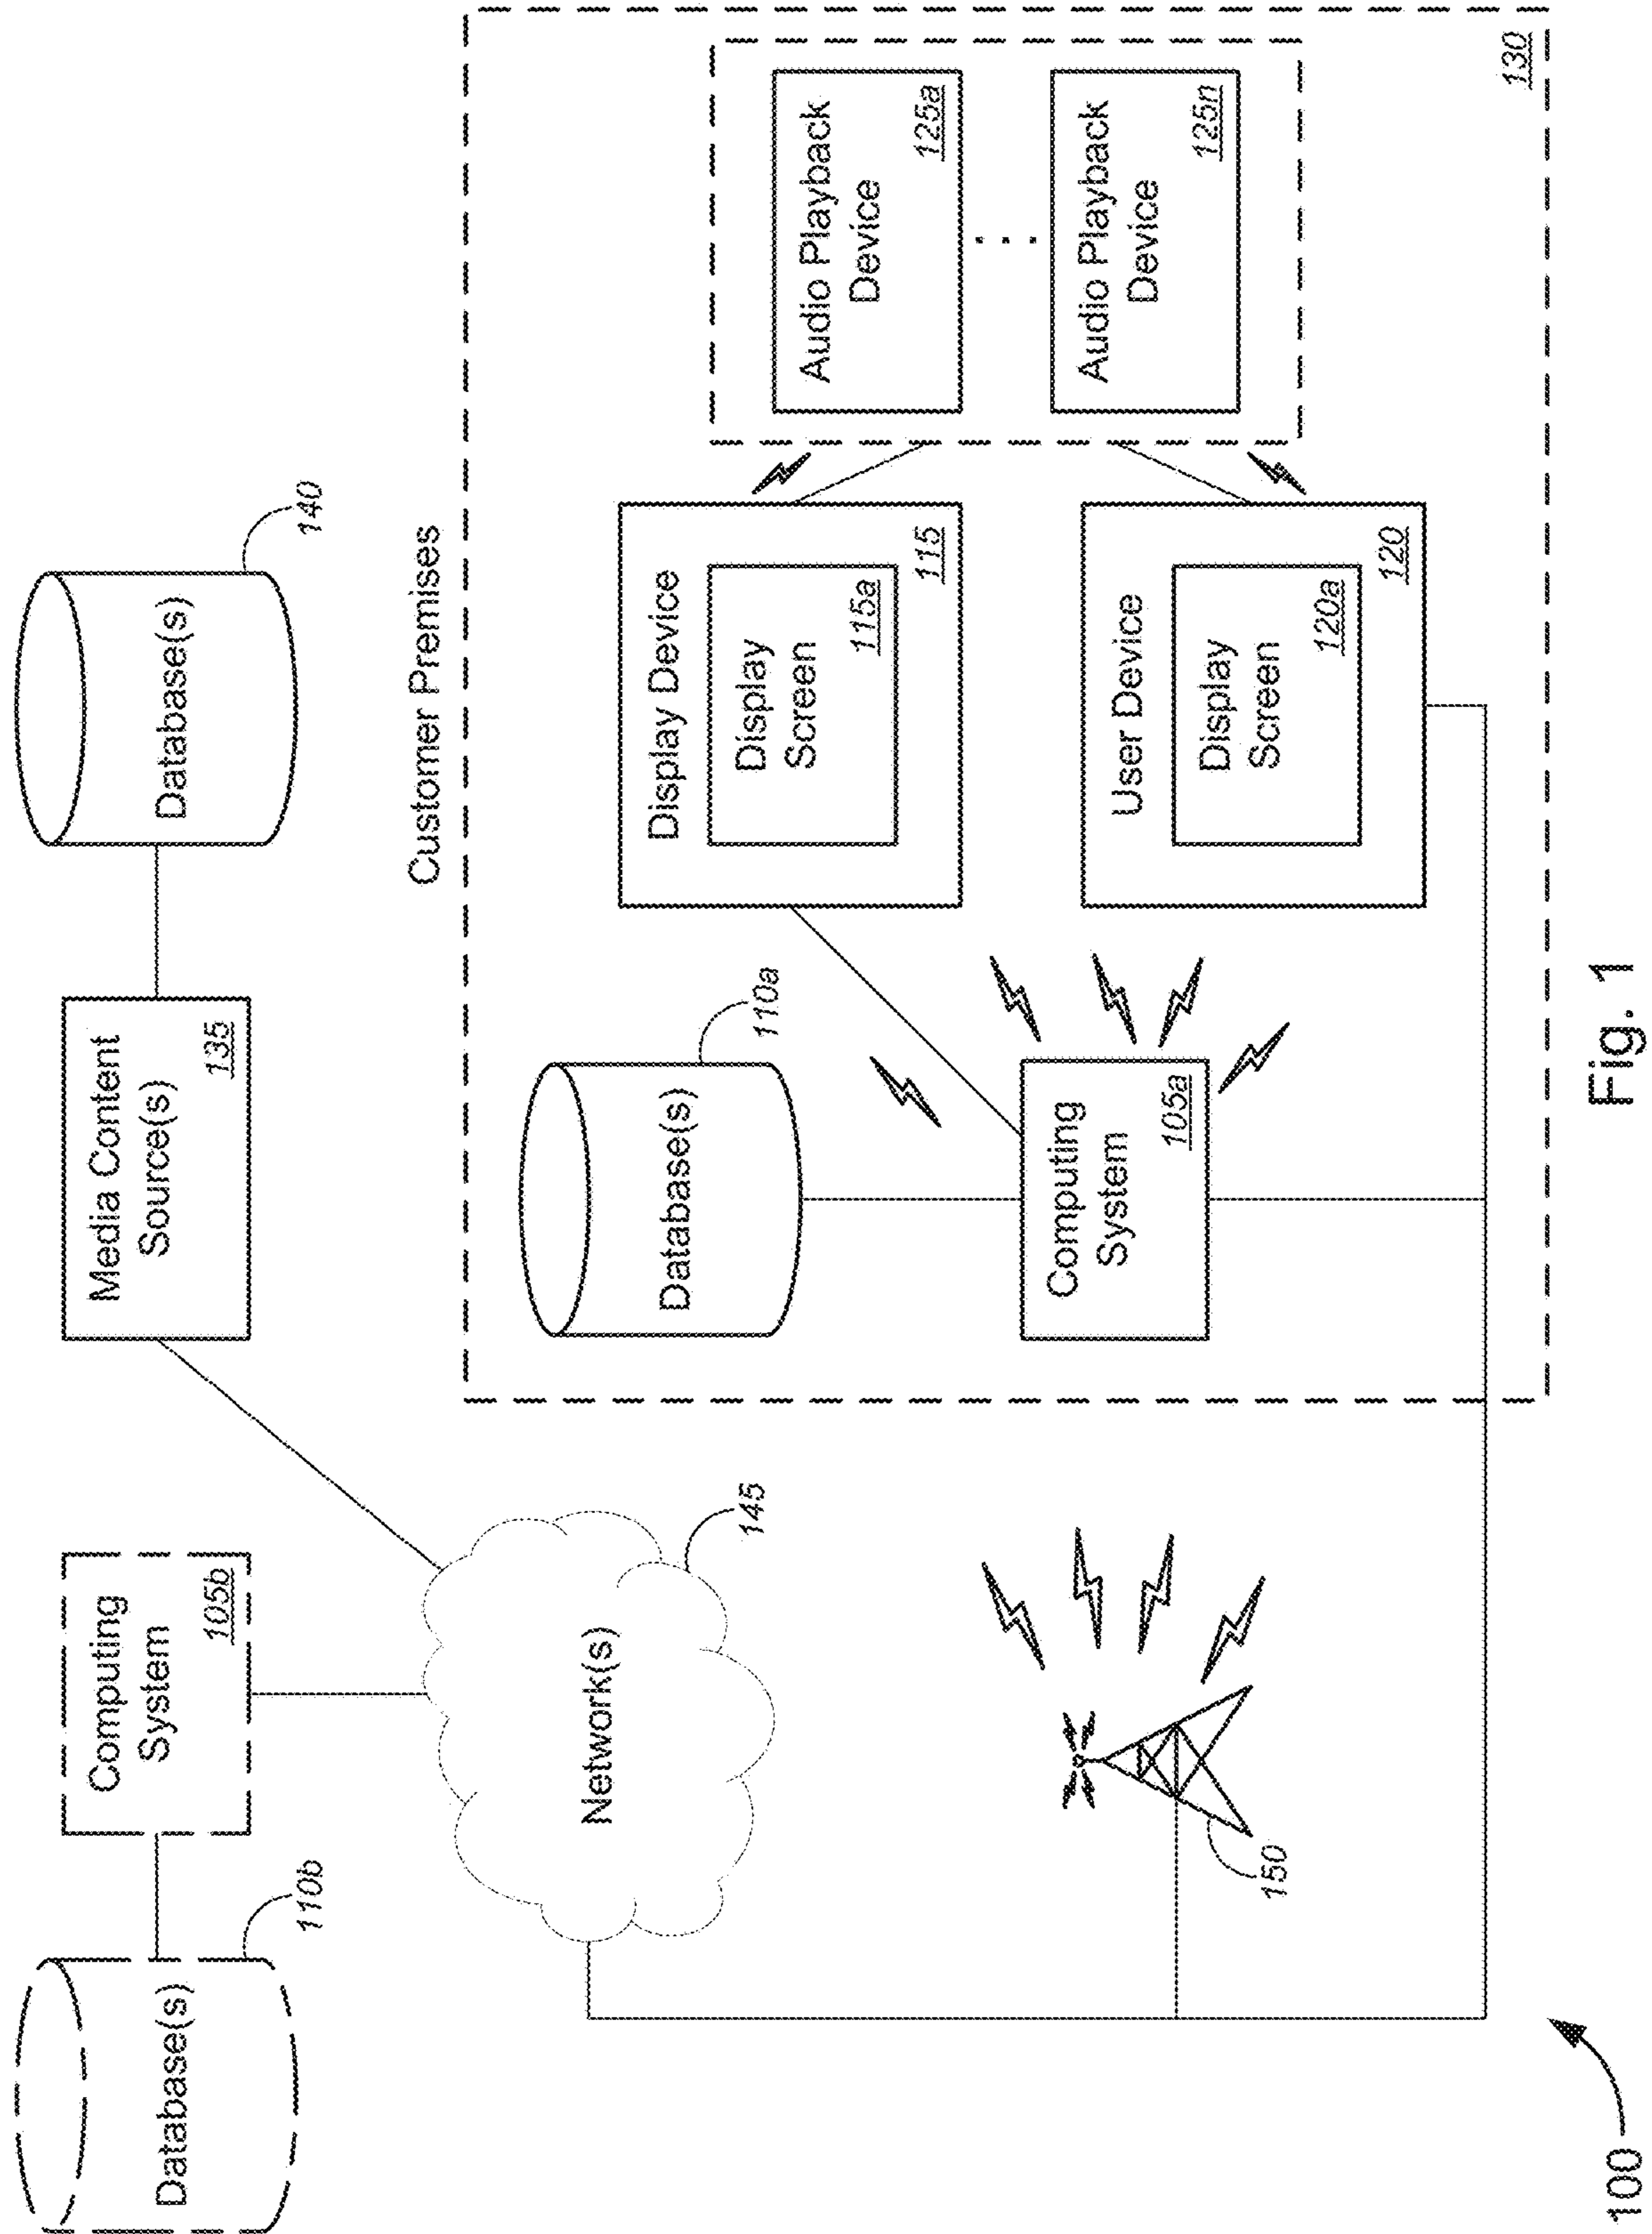 Database(s)
110b
Computing
System
105b
Media Content
Source(s)
135
Database(s)
140
Network(s)
145
Customer Premises
Database(s)
110a
Display Device
Display
Screen
115a
115
Audio Playback
Device
125a
. . .
Audio Playback
Device
125n
150
Computing
System
105a
User Device
Display
Screen
120a
120
130
100
Fig. 1